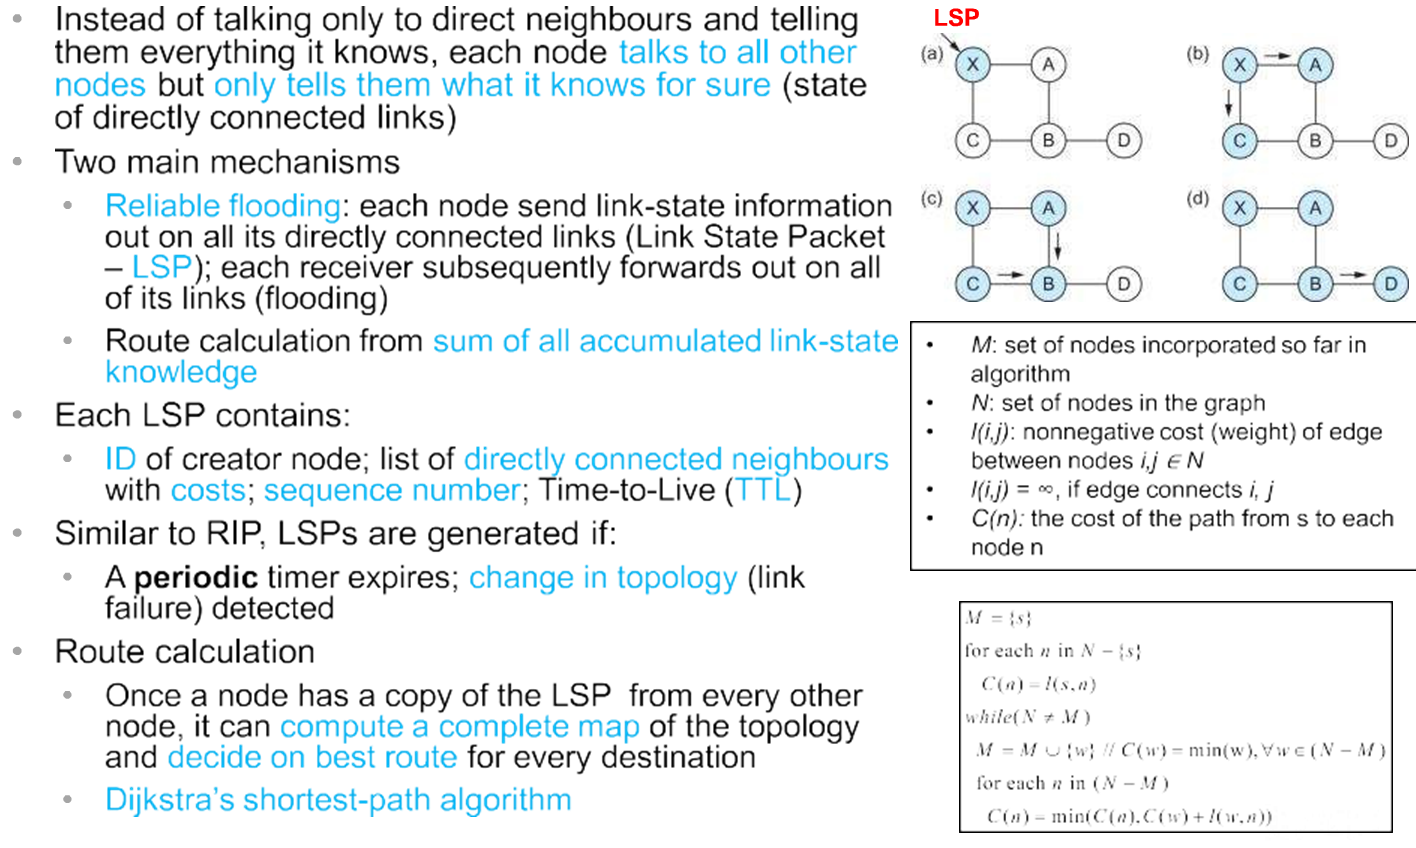 • Instead of talking only to direct neighbours and telling
them everything it knows, each node talks to all other
nodes but only tells them what it knows for sure (state
of directly connected links)
• Two main mechanisms
• Reliable flooding: each node send link-state information
out on all its directly connected links (Link State Packet
– LSP); each receiver subsequently forwards out on all
of its links (flooding)
• Route calculation from sum of all accumulated link-state
knowledge
• Each LSP contains:
• ID of creator node; list of directly connected neighbours
with costs; sequence number; Time-to-Live (TTL)
• Similar to RIP, LSPs are generated if:
• A periodic timer expires; change in topology (link
failure) detected
• Route calculation
• Once a node has a copy of the LSP from every other
node, it can compute a complete map of the topology
and decide on best route for every destination
• Dijkstra's shortest-path algorithm
LSP
(a)
X
A
C
B
D
(b)
X
A
C
B
D
(c)
X
A
C
B
D
(d)
X
A
C
B
D
• M: set of nodes incorporated so far in
algorithm
• N: set of nodes in the graph
• l(i,j): nonnegative cost (weight) of edge
between nodes i,j ∈ N
• l(i,j) = ∞, if edge connects i, j
• C(n): the cost of the path from s to each
node n
M = {s}
for each n in N – {s}
C(n) = l(s,n)
while(N ≠ M)
M = M ∪ {w} // C(w) = min(w), ∀w ∈ (N – M)
for each n in (N – M)
C(n) = min(C(n).C(w) + l(w,n))